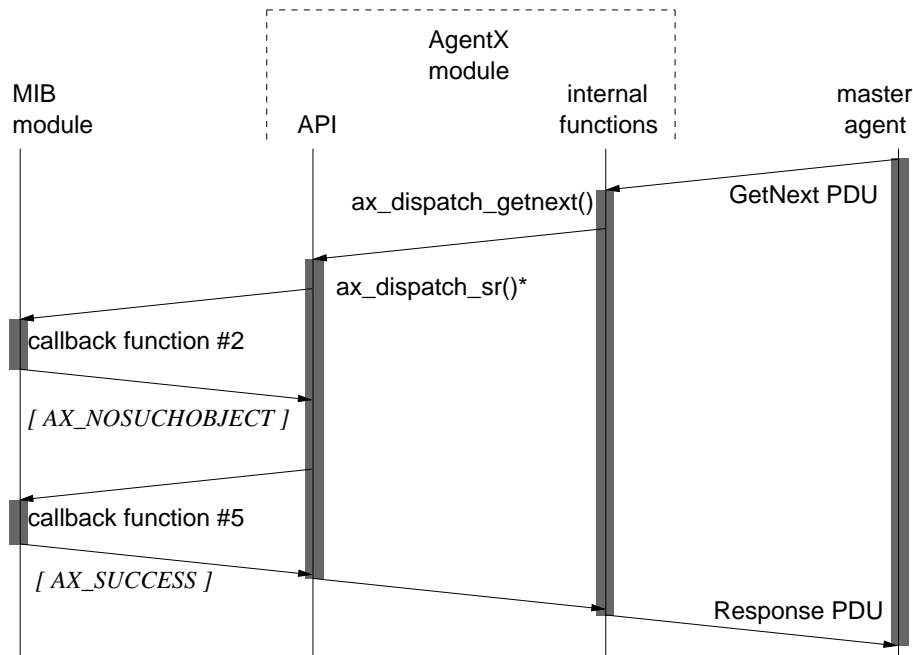 AgentX
module
MIB
module
API
internal
functions
master
agent
GetNext PDU
ax_dispatch_getnext()
ax_dispatch_sr()*
callback function #2
[ AX_NOSUCHOBJECT ]
callback function #5
[ AX_SUCCESS ]
Response PDU